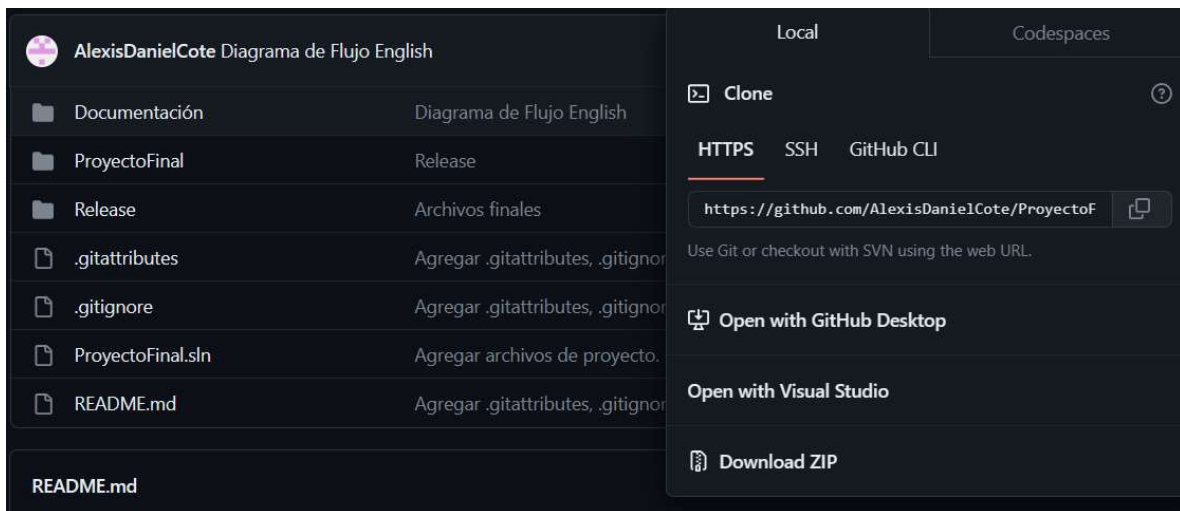 AlexisDanielCote Diagrama de Flujo English
Documentación Diagrama de Flujo English
ProyectoFinal Release
Release Archivos finales
.gitattributes Agregar .gitattributes, .gitignor
.gitignore Agregar .gitattributes, .gitignor
ProyectoFinal.sln Agregar archivos de proyecto.
README.md Agregar .gitattributes, .gitignor
README.md
Local Codespaces
Clone
HTTPS SSH GitHub CLI
https://github.com/AlexisDanielCote/ProyectoF
Use Git or checkout with SVN using the web URL.
Open with GitHub Desktop
Open with Visual Studio
Download ZIP